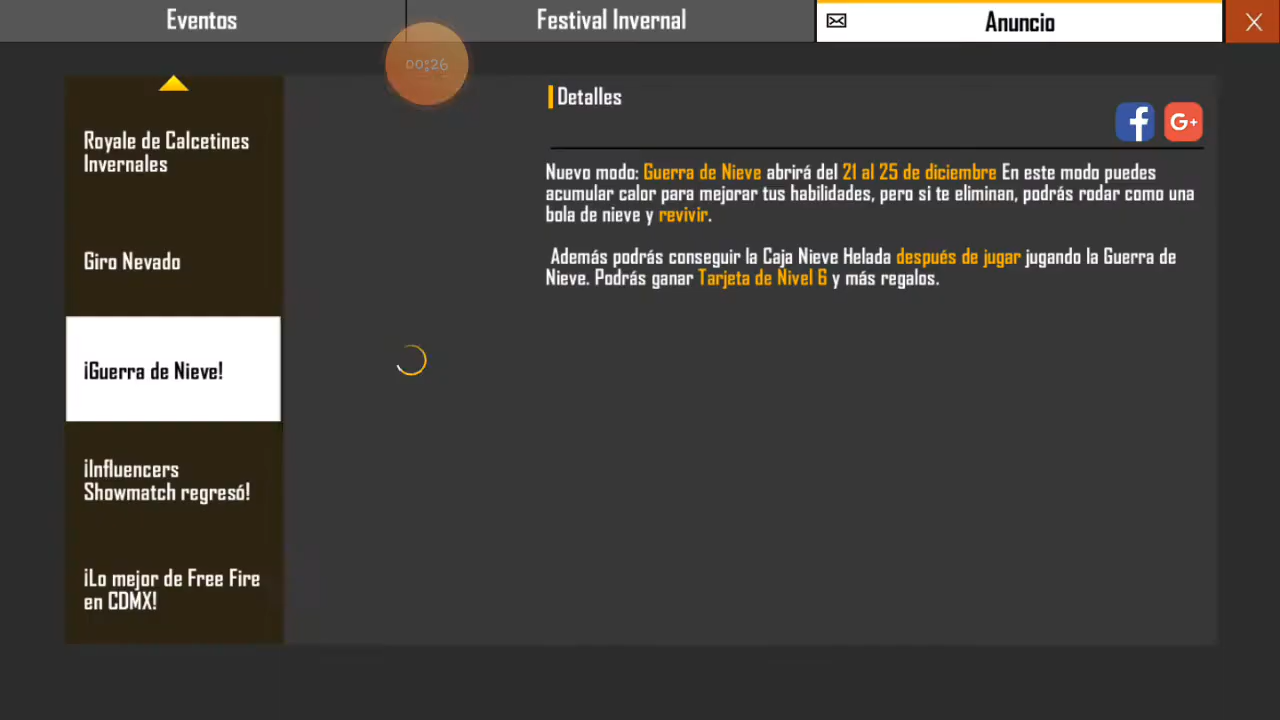 Eventos
Festival Invernal
Anuncio
00:26
Royale de Calcetines
Invernales
Giro Nevado
¡Guerra de Nieve!
¡Influencers
Showmatch regresó!
¡Lo mejor de Free Fire
en CDMX!
Detalles
f G+
Nuevo modo: Guerra de Nieve abrirá del 21 al 25 de diciembre En este modo puedes
acumular calor para mejorar tus habilidades, pero si te eliminan, podrás rodar como una
bola de nieve y revivir.
Además podrás conseguir la Caja Nieve Helada después de jugar jugando la Guerra de
Nieve. Podrás ganar Tarjeta de Nivel 6 y más regalos.